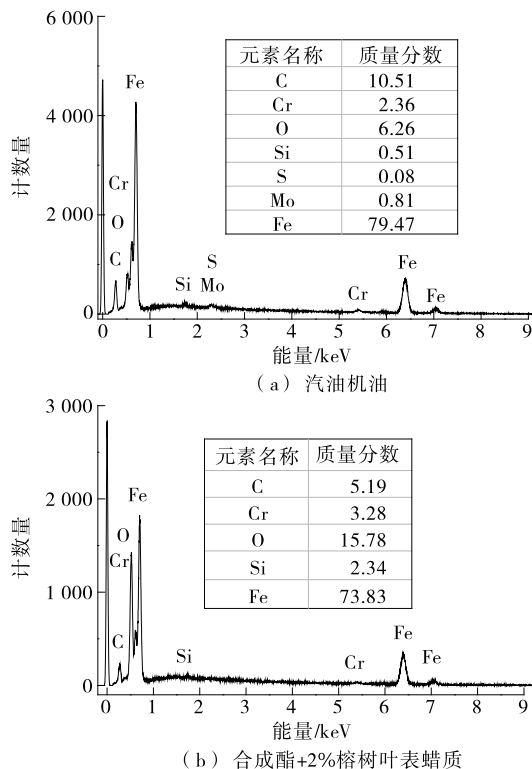 6 000
4 000
2 000
0
计数量
Fe
Cr
O
C
Si
S
Mo
Cr
Fe
Fe
元素名称 质量分数
C 10.51
Cr 2.36
O 6.26
Si 0.51
S 0.08
Mo 0.81
Fe 79.47
0 1 2 3 4 5 6 7 8 9
能量/keV
(a) 汽油机油
3 000
2 000
1 000
0
计数量
Fe
O
Cr
C
Si
Cr
Fe
Fe
元素名称 质量分数
C 5.19
Cr 3.28
O 15.78
Si 2.34
Fe 73.83
0 1 2 3 4 5 6 7 8 9
能量/keV
(b) 合成酯+2%榕树叶表蜡质